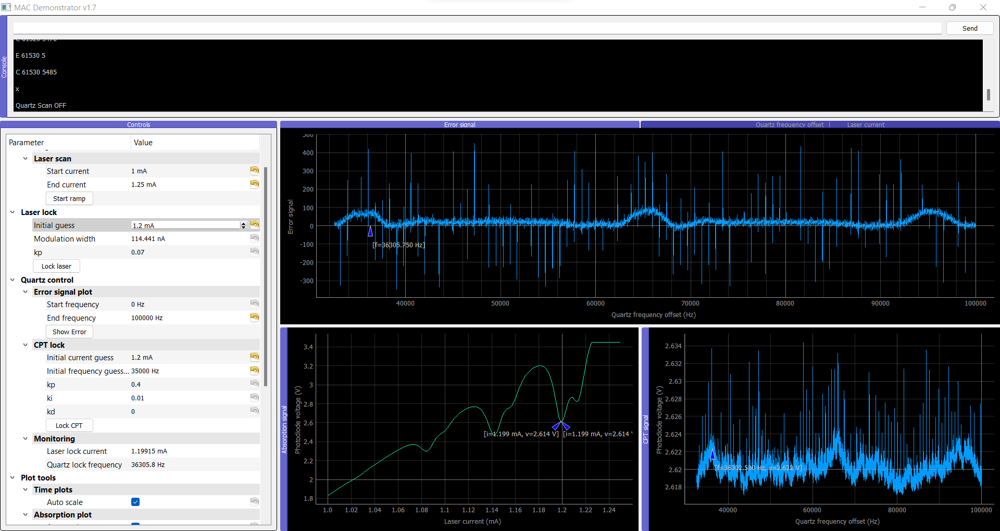 MAC Demonstrator v1.7
Send
Console
E 61530 5
C 61530 5485
x
Quartz Scan OFF
Controls
Parameter Value
Laser scan
Start current 1 mA
End current 1.25 mA
Start ramp
Laser lock
Initial guess 1.2 mA
Modulation width 114.441 nA
kp 0.07
Lock laser
Quartz control
Error signal plot
Start frequency 0 Hz
End frequency 100000 Hz
Show Error
CPT lock
Initial current guess 1.2 mA
Initial frequency guess... 35000 Hz
kp 0.4
ki 0.01
kd 0
Lock CPT
Monitoring
Laser lock current 1.19915 mA
Quartz lock frequency 36305.8 Hz
Plot tools
Time plots
Auto scale
Absorption plot
Error signal
Quartz frequency offset
Laser current
Error signal
500
400
300
200
100
0
-100
-200
-300
[f=36305.750 Hz]
40000 50000 60000 70000 80000 90000 100000
Quartz frequency offset (Hz)
Absorption signal
Photodiode voltage (V)
3.4
3.2
3
2.8
2.6
2.4
2.2
2
1.8
[i=1.199 mA, v=2.614 V] [i=1.199 mA, v=2.614
1.0 1.02 1.04 1.06 1.08 1.1 1.12 1.14 1.16 1.18 1.2 1.22 1.24
Laser current (mA)
CPT signal
Photodiode voltage (V)
2.634
2.632
2.63
2.628
2.626
2.624
2.622
2.62
2.618
[f=36302.500 Hz, v=2.622 V]
40000 60000 80000 100000
Quartz frequency offset (Hz)